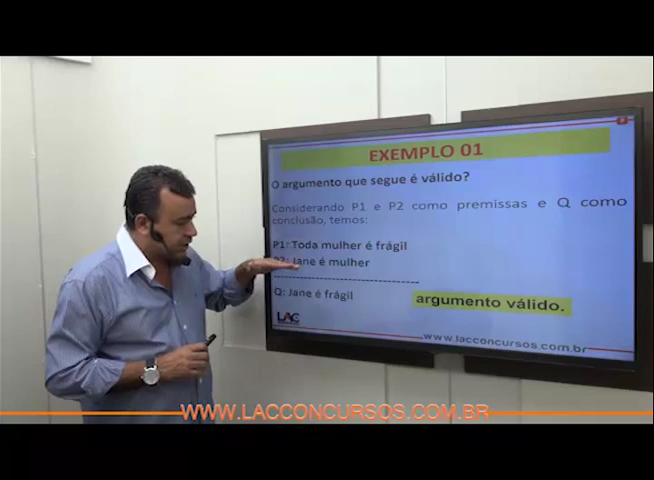 EXEMPLO 01
O argumento que segue é válido?
Considerando P1 e P2 como premissas e Q como
conclusão, temos:
P1: Toda mulher é frágil
P2: Jane é mulher
Q: Jane é frágil
argumento válido.
LAC
www.lacconcursos.com.br
WWW.LACCONCURSOS.COM.BR